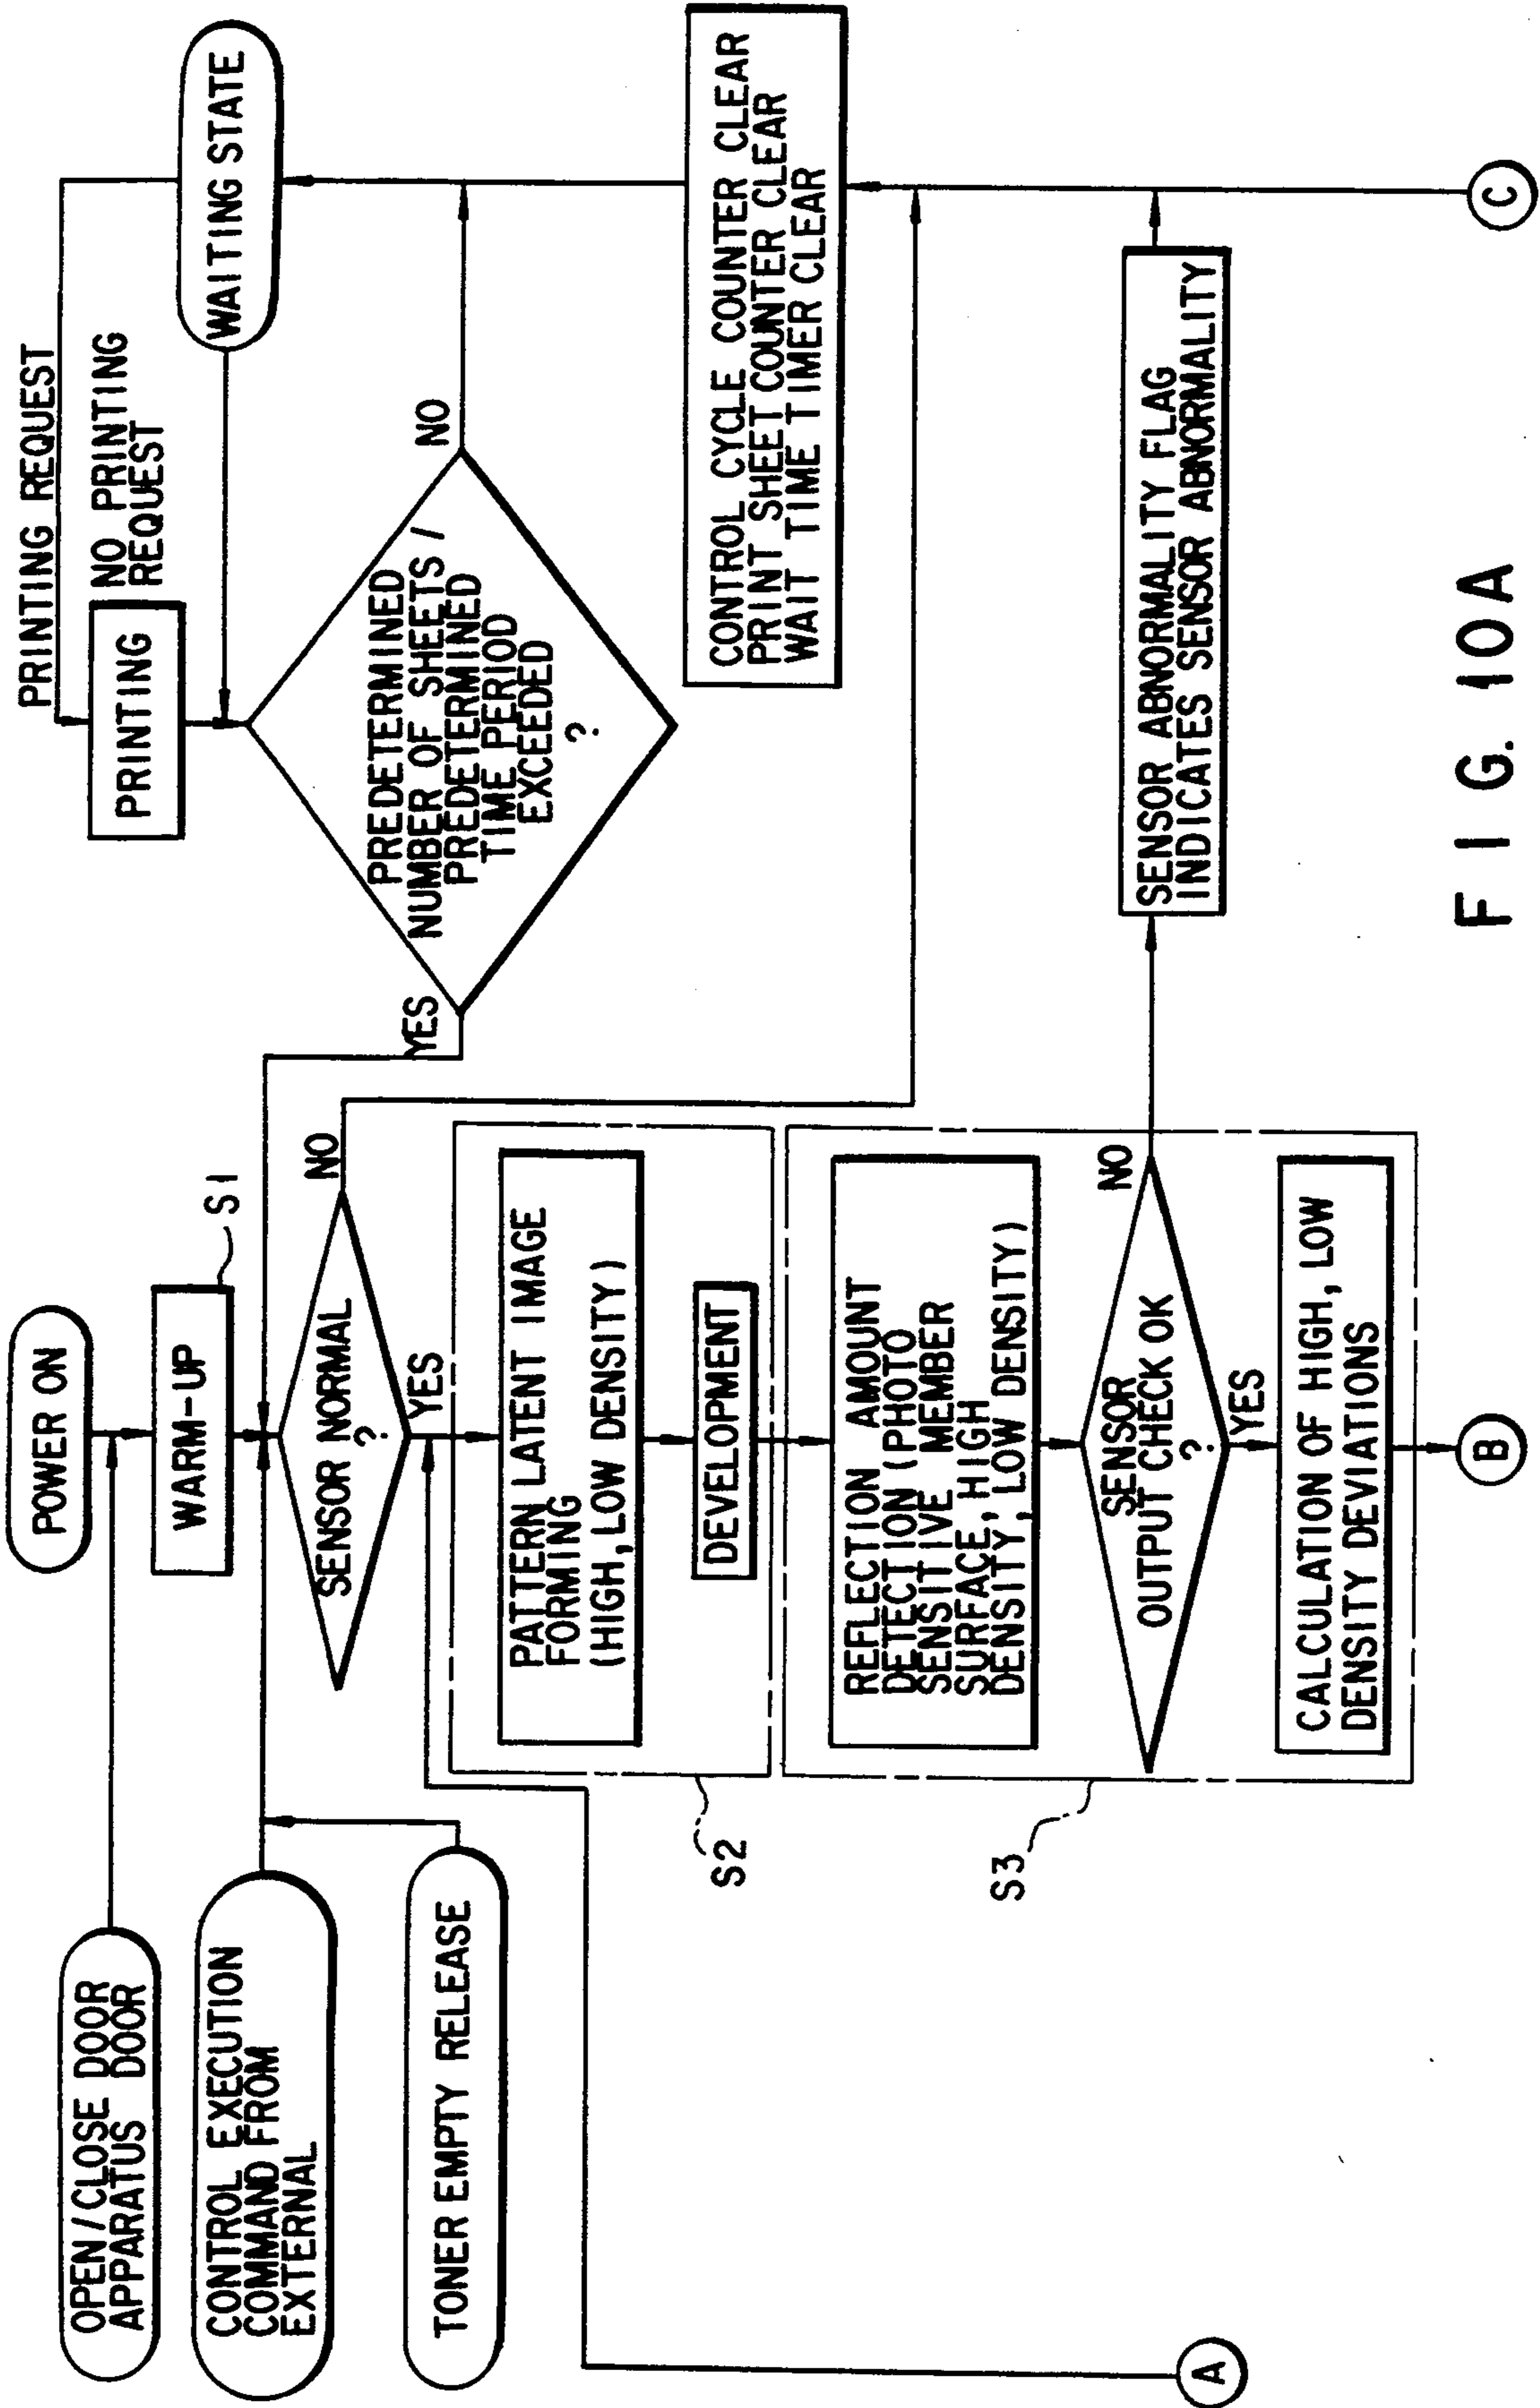 POWER ON
OPEN/CLOSE DOOR
APPARATUS DOOR
WARM-UP
S1
CONTROL EXECUTION
COMMAND FROM
EXTERNAL
TONER EMPTY RELEASE
SENSOR NORMAL
?
NO
YES
S2
PATTERN LATENT IMAGE
FORMING
(HIGH, LOW DENSITY)
DEVELOPMENT
S3
REFLECTION AMOUNT
DETECTION (PHOTO
SENSITIVE MEMBER
SURFACE, HIGH
DENSITY, LOW DENSITY)
SENSOR
OUTPUT CHECK OK
?
NO
YES
CALCULATION OF HIGH, LOW
DENSITY DEVIATIONS
A
B
PRINTING REQUEST
PRINTING
NO PRINTING
REQUEST
WAITING STATE
PREDETERMINED
NUMBER OF SHEETS /
PREDETERMINED
TIME PERIOD
EXCEEDED
?
YES
NO
CONTROL CYCLE COUNTER CLEAR
PRINT SHEET COUNTER CLEAR
WAIT TIME TIMER CLEAR
SENSOR ABNORMALITY FLAG
INDICATES SENSOR ABNORMALITY
C
FIG. 10A